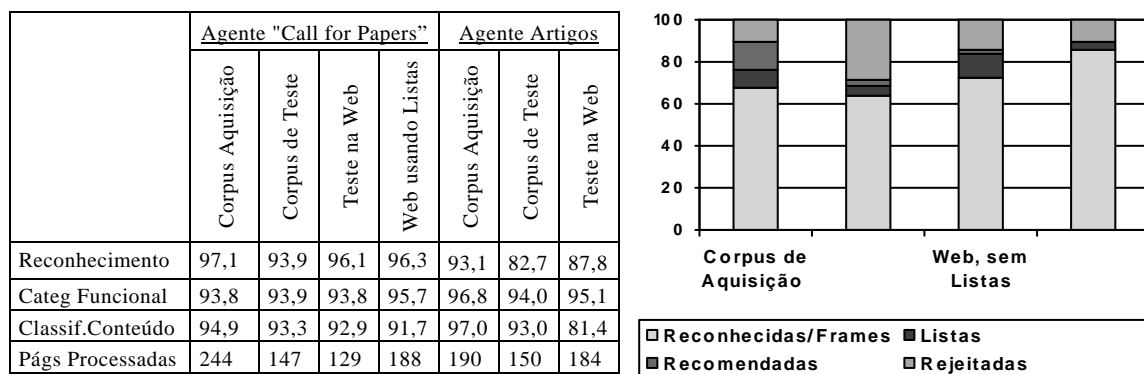 Agente "Call for Papers” Agente Artigos
Corpus Aquisição Corpus de Teste Teste na Web Web usando Listas Corpus Aquisição Corpus de Teste Teste na Web
Reconhecimento 97,1 93,9 96,1 96,3 93,1 82,7 87,8
Categ Funcional 93,8 93,9 93,8 95,7 96,8 94,0 95,1
Classif.Conteúdo 94,9 93,3 92,9 91,7 97,0 93,0 81,4
Págs Processadas 244 147 129 188 190 150 184
100
80
60
40
20
0
Corpus de Web, sem
Aquisição Listas
Reconhecidas/Frames Listas
Recomendadas Rejeitadas